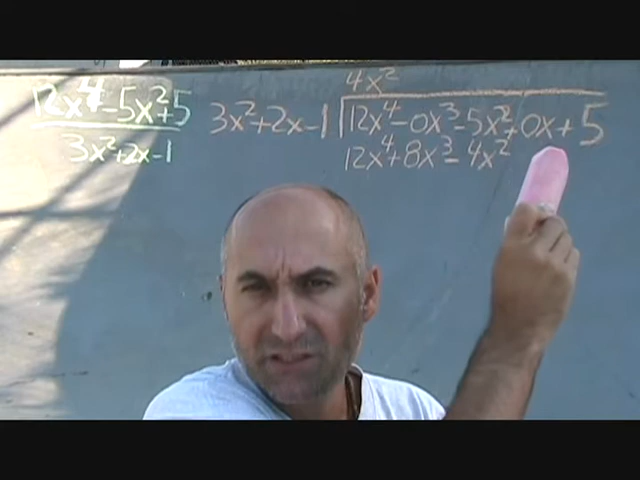 12x⁴-5x²+5
3x²+2x-1
4x²
3x²+2x-1 12x⁴-0x³-5x²+0x+5
12x⁴+8x³-4x²